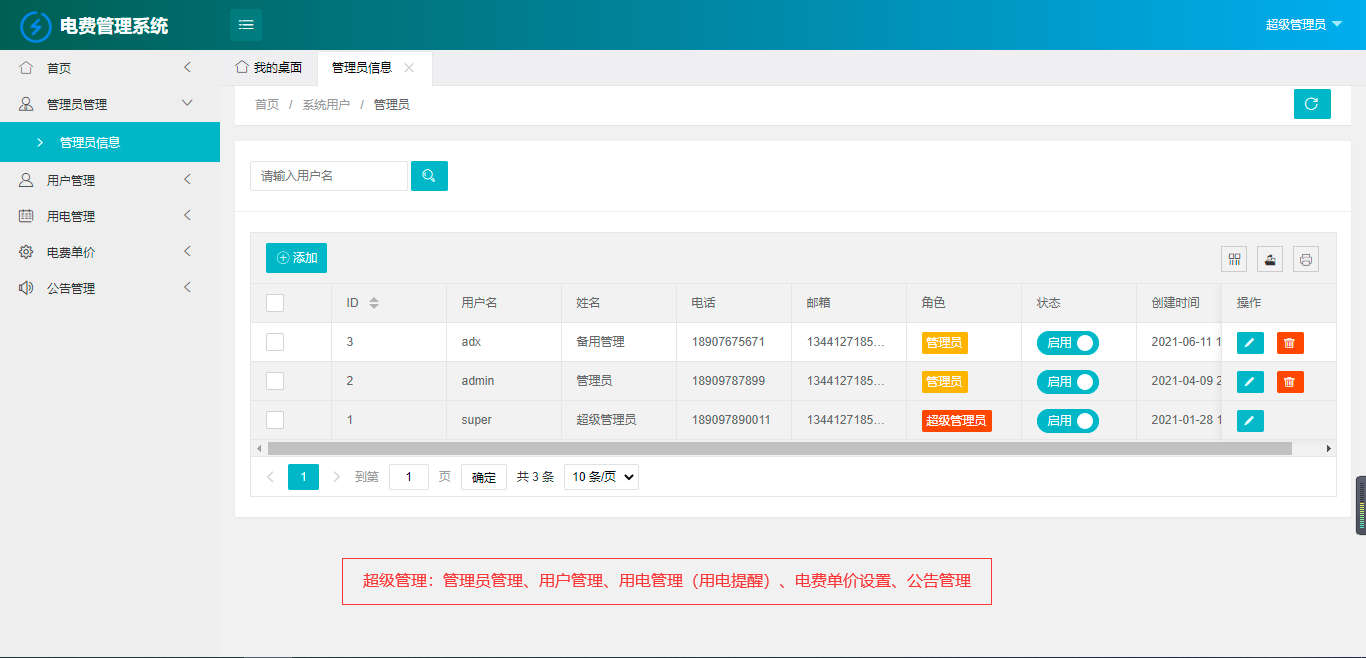 电费管理系统
超级管理员
首页
管理员管理
管理员信息
用户管理
用电管理
电费单价
公告管理
我的桌面
管理员信息
首页 / 系统用户 / 管理员
请输入用户名
添加
ID 用户名 姓名 电话 邮箱 角色 状态 创建时间 操作
3 adx 备用管理 18907675671 1344127185... 管理员 启用 2021-06-11 1
2 admin 管理员 18909787899 1344127185... 管理员 启用 2021-04-09 2
1 super 超级管理员 189097890011 1344127185... 超级管理员 启用 2021-01-28 1
1 到第 1 页 确定 共 3 条 10 条/页
超级管理：管理员管理、用户管理、用电管理（用电提醒）、电费单价设置、公告管理